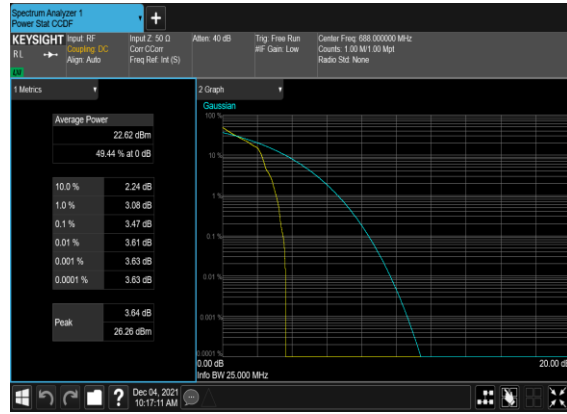 Spectrum Analyzer 1
Power Stat CCDF
KEYSIGHT
RL
Input: RF
Coupling: DC
Align: Auto
Input Z: 50 Ω
Corr CCorr
Freq Ref: Int (S)
Atten: 40 dB
Trig: Free Run
#IF Gain: Low
Center Freq: 688.000000 MHz
Counts: 1.00 M/1.00 Mpt
Radio Std: None
1 Metrics
Average Power
22.62 dBm
49.44 % at 0 dB
10.0 % 2.24 dB
1.0 % 3.08 dB
0.1 % 3.47 dB
0.01 % 3.61 dB
0.001 % 3.63 dB
0.0001 % 3.63 dB
Peak
3.64 dB
26.26 dBm
2 Graph
Gaussian
100 %
10 %
1 %
0.1 %
0.01 %
0.001 %
0.0001 %
0.00 dB
20.00 dB
Info BW 25.000 MHz
Dec 04, 2021
10:17:11 AM